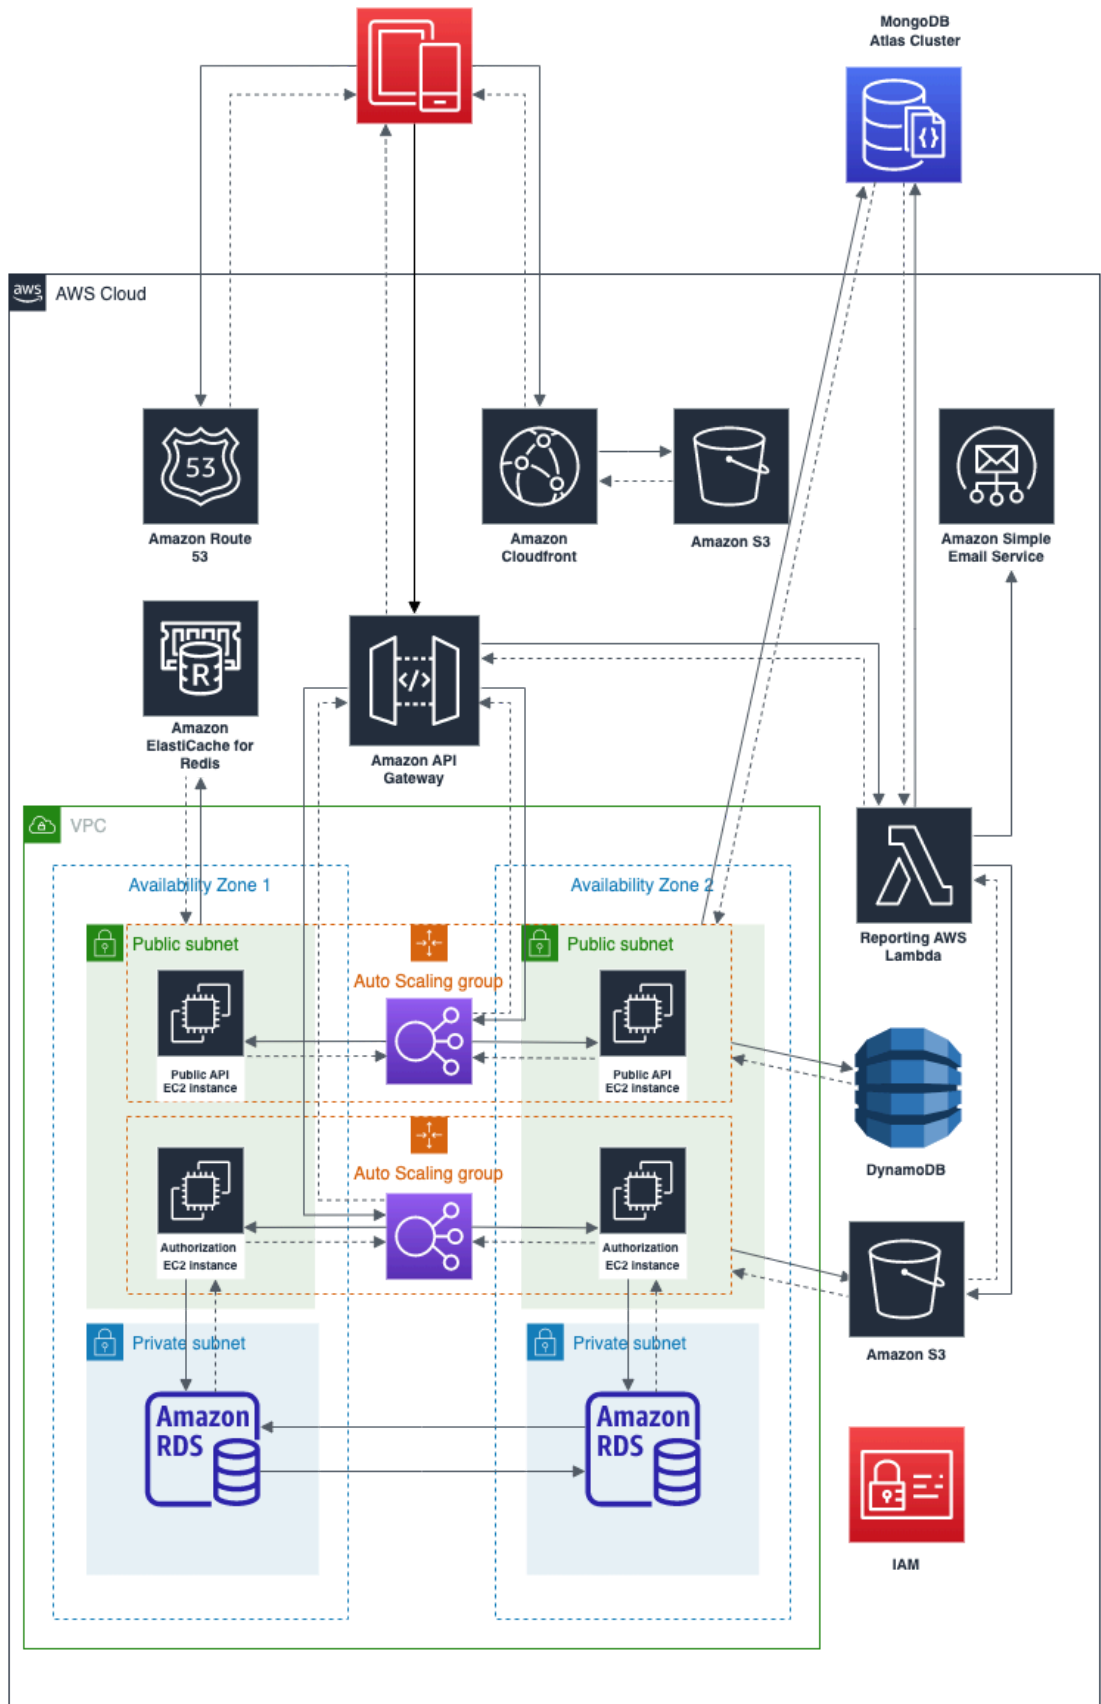 MongoDB
Atlas Cluster
aws
AWS Cloud
53
Amazon Route
53
Amazon
Cloudfront
Amazon S3
Amazon Simple
Email Service
R
Amazon
ElastiCache for
Redis
</>
Amazon API
Gateway
VPC
Availability Zone 1
Availability Zone 2
Reporting AWS
Lambda
Public subnet
Auto Scaling group
Public subnet
Public API
EC2 instance
Public API
EC2 instance
DynamoDB
Auto Scaling group
Authorization
EC2 instance
Authorization
EC2 instance
Amazon S3
Private subnet
Private subnet
Amazon
RDS
Amazon
RDS
IAM